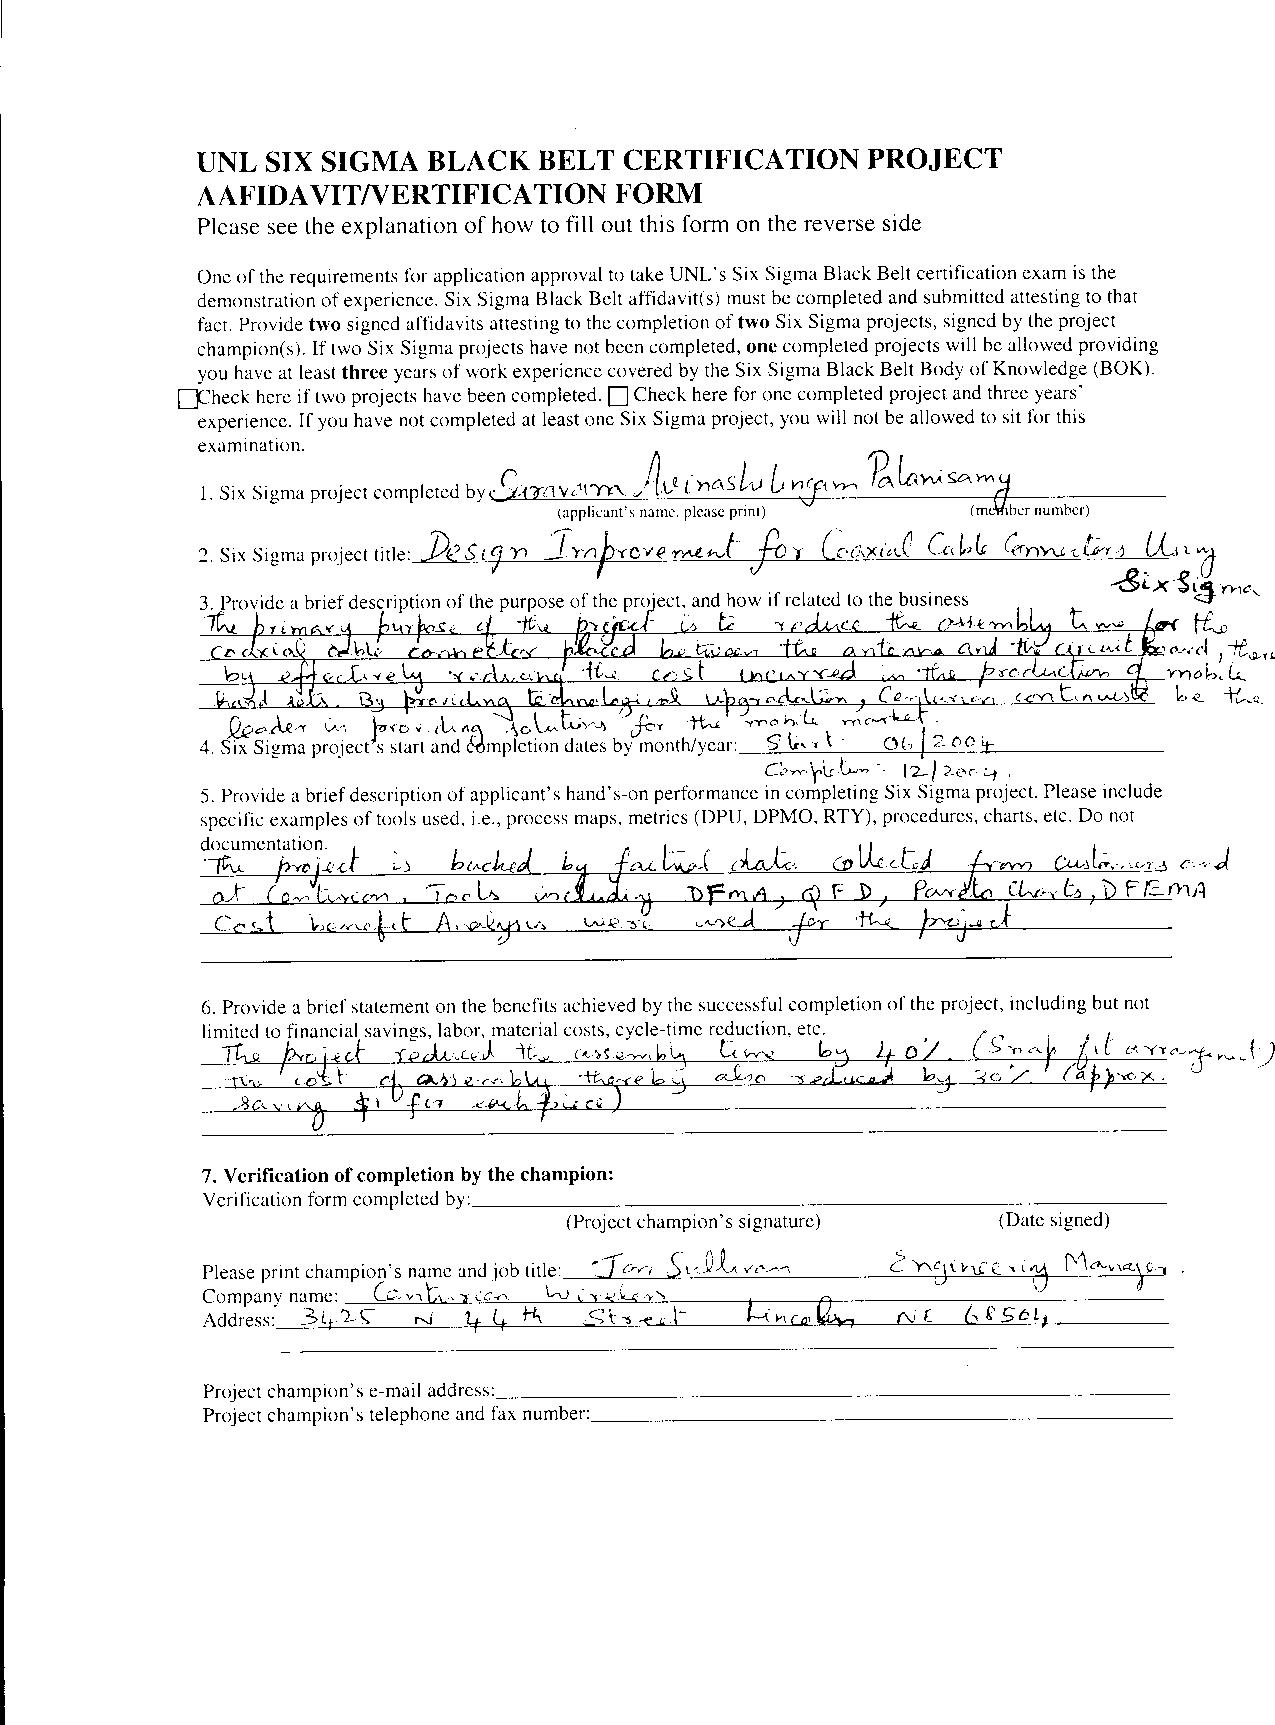 UNL SIX SIGMA BLACK BELT CERTIFICATION PROJECT
AAFIDAVIT/VERTIFICATION FORM
Please see the explanation of how to fill out this form on the reverse side
One of the requirements for application approval to take UNL's Six Sigma Black Belt certification exam is the
demonstration of experience. Six Sigma Black Belt affidavit(s) must be completed and submitted attesting to that
fact. Provide two signed affidavits attesting to the completion of two Six Sigma projects, signed by the project
champion(s). If two Six Sigma projects have not been completed, one completed projects will be allowed providing
you have at least three years of work experience covered by the Six Sigma Black Belt Body of Knowledge (BOK).
Check here if two projects have been completed. Check here for one completed project and three years'
experience. If you have not completed at least one Six Sigma project, you will not be allowed to sit for this
examination.
1. Six Sigma project completed by Avinashilingam Palanisamy
(applicant's name, please print) (member number)
2. Six Sigma project title: Design Improvement for Coaxial Cable Connectors Using
Six Sigma
3. Provide a brief description of the purpose of the project, and how if related to the business
The primary purpose of the project is to reduce the assembly time for the
coaxial cable connector placed between the antenna and the circuit board, there
by effectively reducing the cost incurred in the production of mobile
hand sets. By providing technological upgradation, Centurion continues to be the
leader in providing solutions for the mobile market.
4. Six Sigma project's start and completion dates by month/year: Start - 06/2004
Completion - 12/2004.
5. Provide a brief description of applicant's hand's-on performance in completing Six Sigma project. Please include
specific examples of tools used, i.e., process maps, metrics (DPU, DPMO, RTY), procedures, charts, etc. Do not
documentation.
The project is backed by factual data collected from customers and
at Centurion. Tools including DFMA, QFD, Pareto Charts, DFEMA
Cost benefit Analysis were used for the project
6. Provide a brief statement on the benefits achieved by the successful completion of the project, including but not
limited to financial savings, labor, material costs, cycle-time reduction, etc.
The project reduced the assembly time by 40%. (Snap fit arrangement)
the cost of assembly thereby also reduced by 30% (approx.
saving $1 for each piece)
7. Verification of completion by the champion:
Verification form completed by:
(Project champion's signature) (Date signed)
Please print champion's name and job title: Sullivan Engineering Manager.
Company name: Centurion Wireless
Address: 3425 N 44th Street Lincoln NE 68504
Project champion's e-mail address:
Project champion's telephone and fax number: